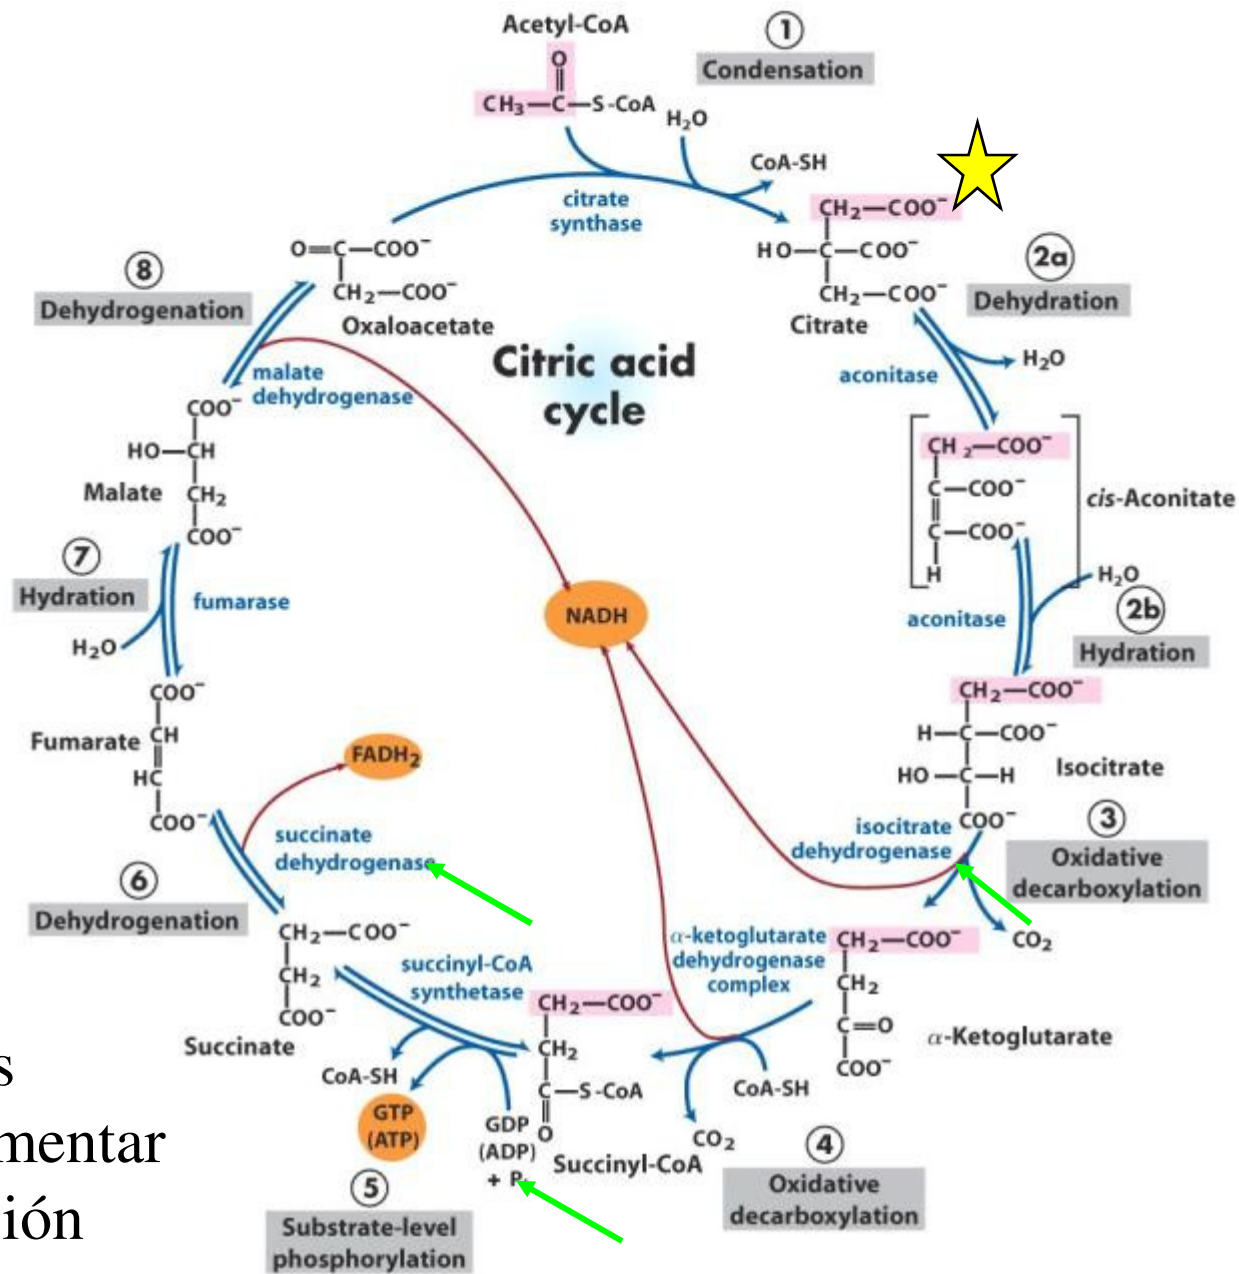 Acetyl-CoA
O
CH₃—C—S-CoA
H₂O
1
Condensation
CoA-SH
citrate
synthase
CH₂—COO⁻
HO—C—COO⁻
CH₂—COO⁻
Citrate
2a
Dehydration
H₂O
aconitase
O=C—COO⁻
CH₂—COO⁻
Oxaloacetate
8
Dehydrogenation
malate
dehydrogenase
Citric acid
cycle
CH₂—COO⁻
C—COO⁻
C—COO⁻
H
cis-Aconitate
H₂O
aconitase
2b
Hydration
COO⁻
HO—CH
CH₂
COO⁻
Malate
7
Hydration
fumarase
H₂O
NADH
CH₂—COO⁻
H—C—COO⁻
HO—C—H
COO⁻
Isocitrate
COO⁻
CH
HC
COO⁻
Fumarate
FADH₂
succinate
dehydrogenase
6
Dehydrogenation
isocitrate
dehydrogenase
3
Oxidative
decarboxylation
CO₂
CH₂—COO⁻
CH₂
C=O
COO⁻
α-Ketoglutarate
α-ketoglutarate
dehydrogenase
complex
CH₂—COO⁻
CH₂
COO⁻
Succinate
succinyl-CoA
synthetase
CH₂—COO⁻
CH₂
C—S-CoA
O
Succinyl-CoA
CoA-SH
CO₂
4
Oxidative
decarboxylation
CoA-SH
GTP
(ATP)
GDP
(ADP)
+ P
5
Substrate-level
phosphorylation
s
mentar
ión